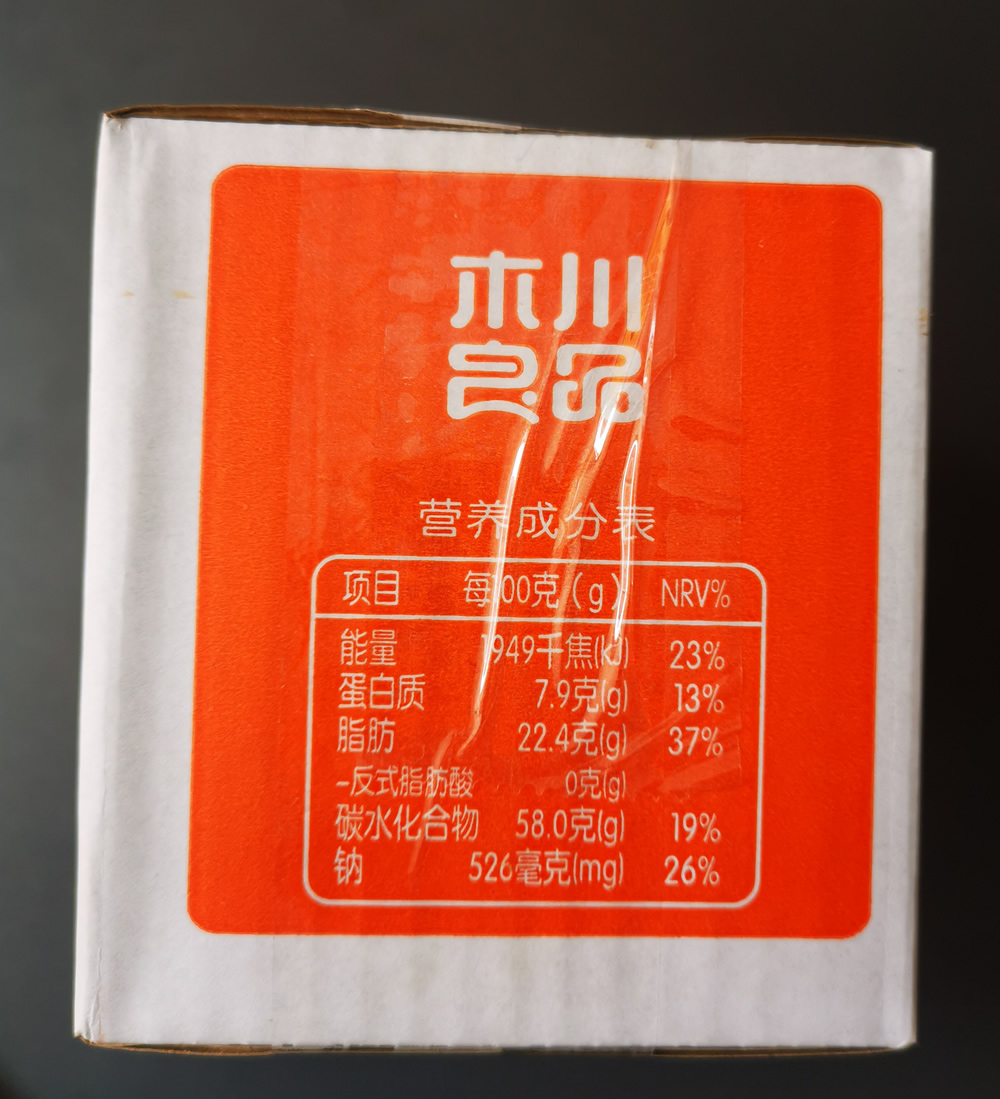 木川
良品
营养成分表
项目 每100克(g) NRV%
能量 1949千焦(kJ) 23%
蛋白质 7.9克(g) 13%
脂肪 22.4克(g) 37%
-反式脂肪酸 0克(g)
碳水化合物 58.0克(g) 19%
钠 526毫克(mg) 26%